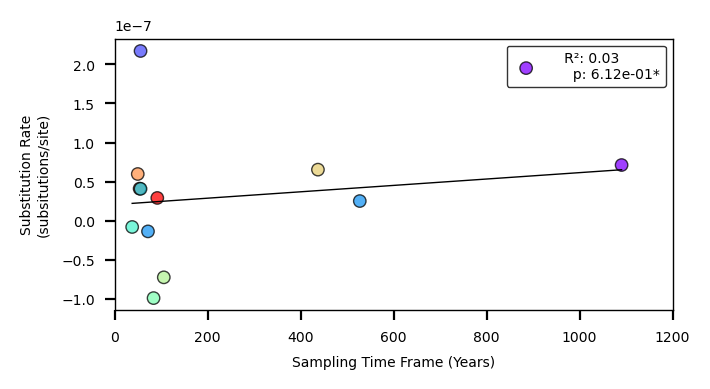 1e−7
R²: 0.03
p: 6.12e-01*
2.0
1.5
1.0
0.5
0.0
−0.5
−1.0
Substitution Rate
(subsitutions/site)
0
200
400
600
800
1000
1200
Sampling Time Frame (Years)